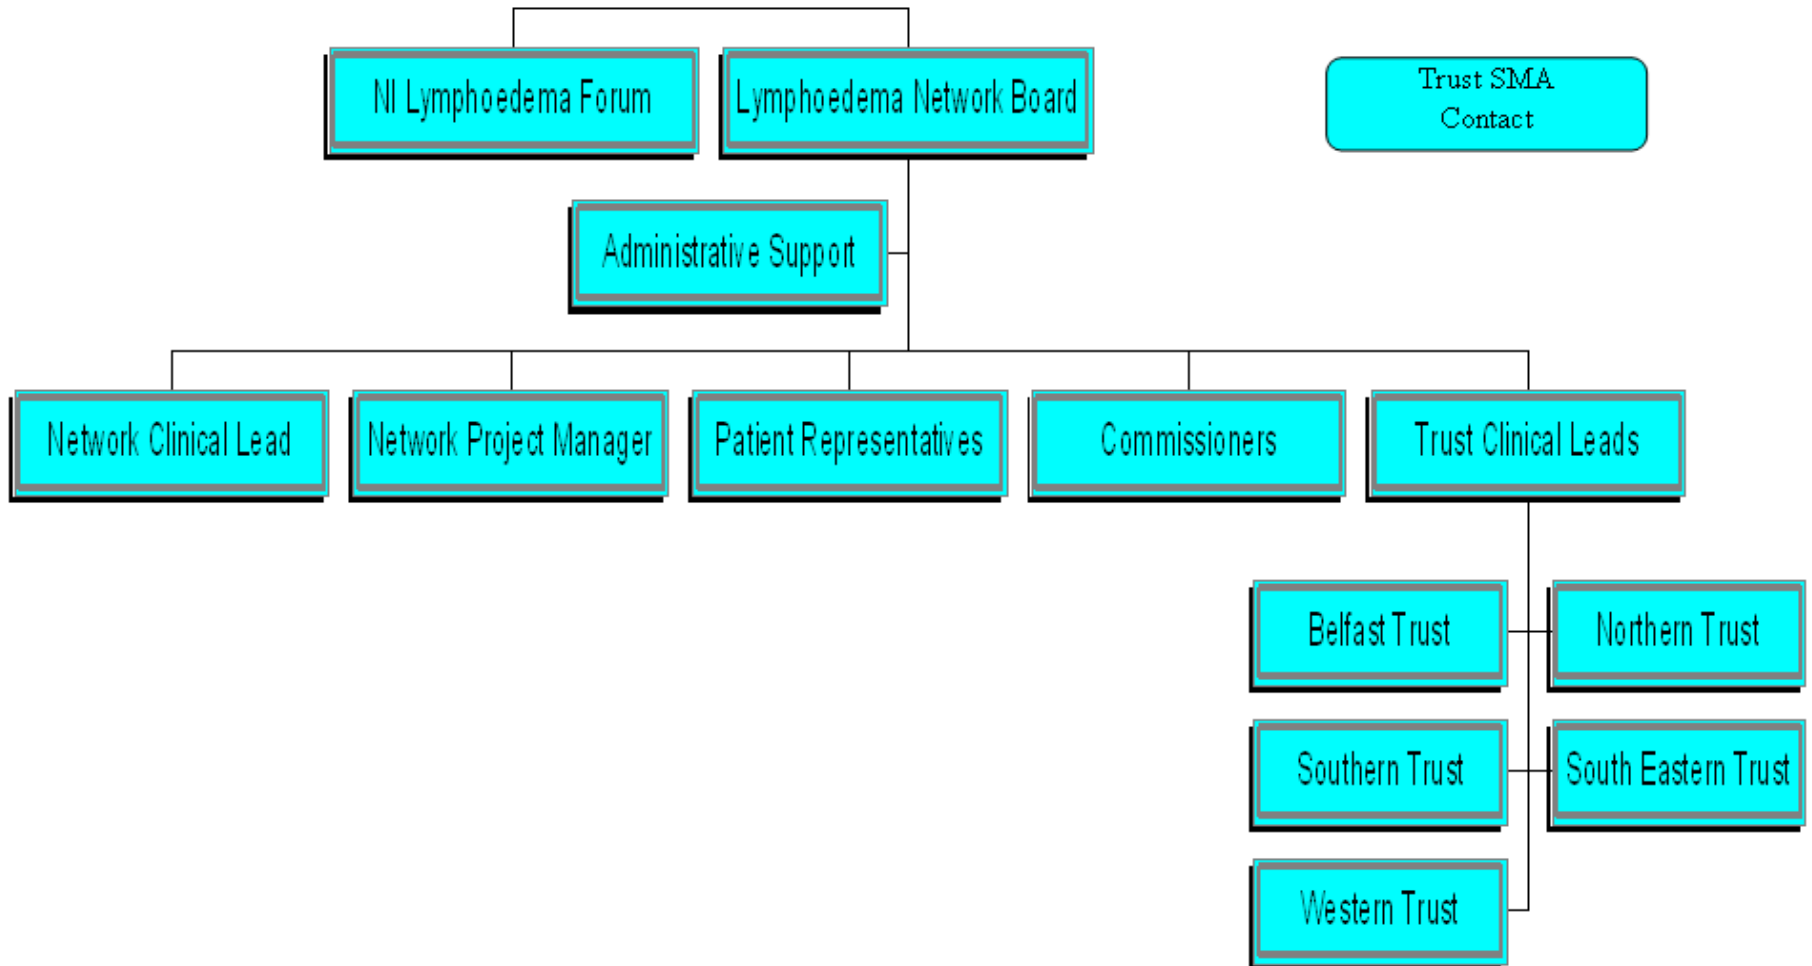 NI Lymphoedema Forum
Lymphoedema Network Board
Trust SMA
Contact
Administrative Support
Network Clinical Lead
Network Project Manager
Patient Representatives
Commissioners
Trust Clinical Leads
Belfast Trust
Northern Trust
Southern Trust
South Eastern Trust
Western Trust